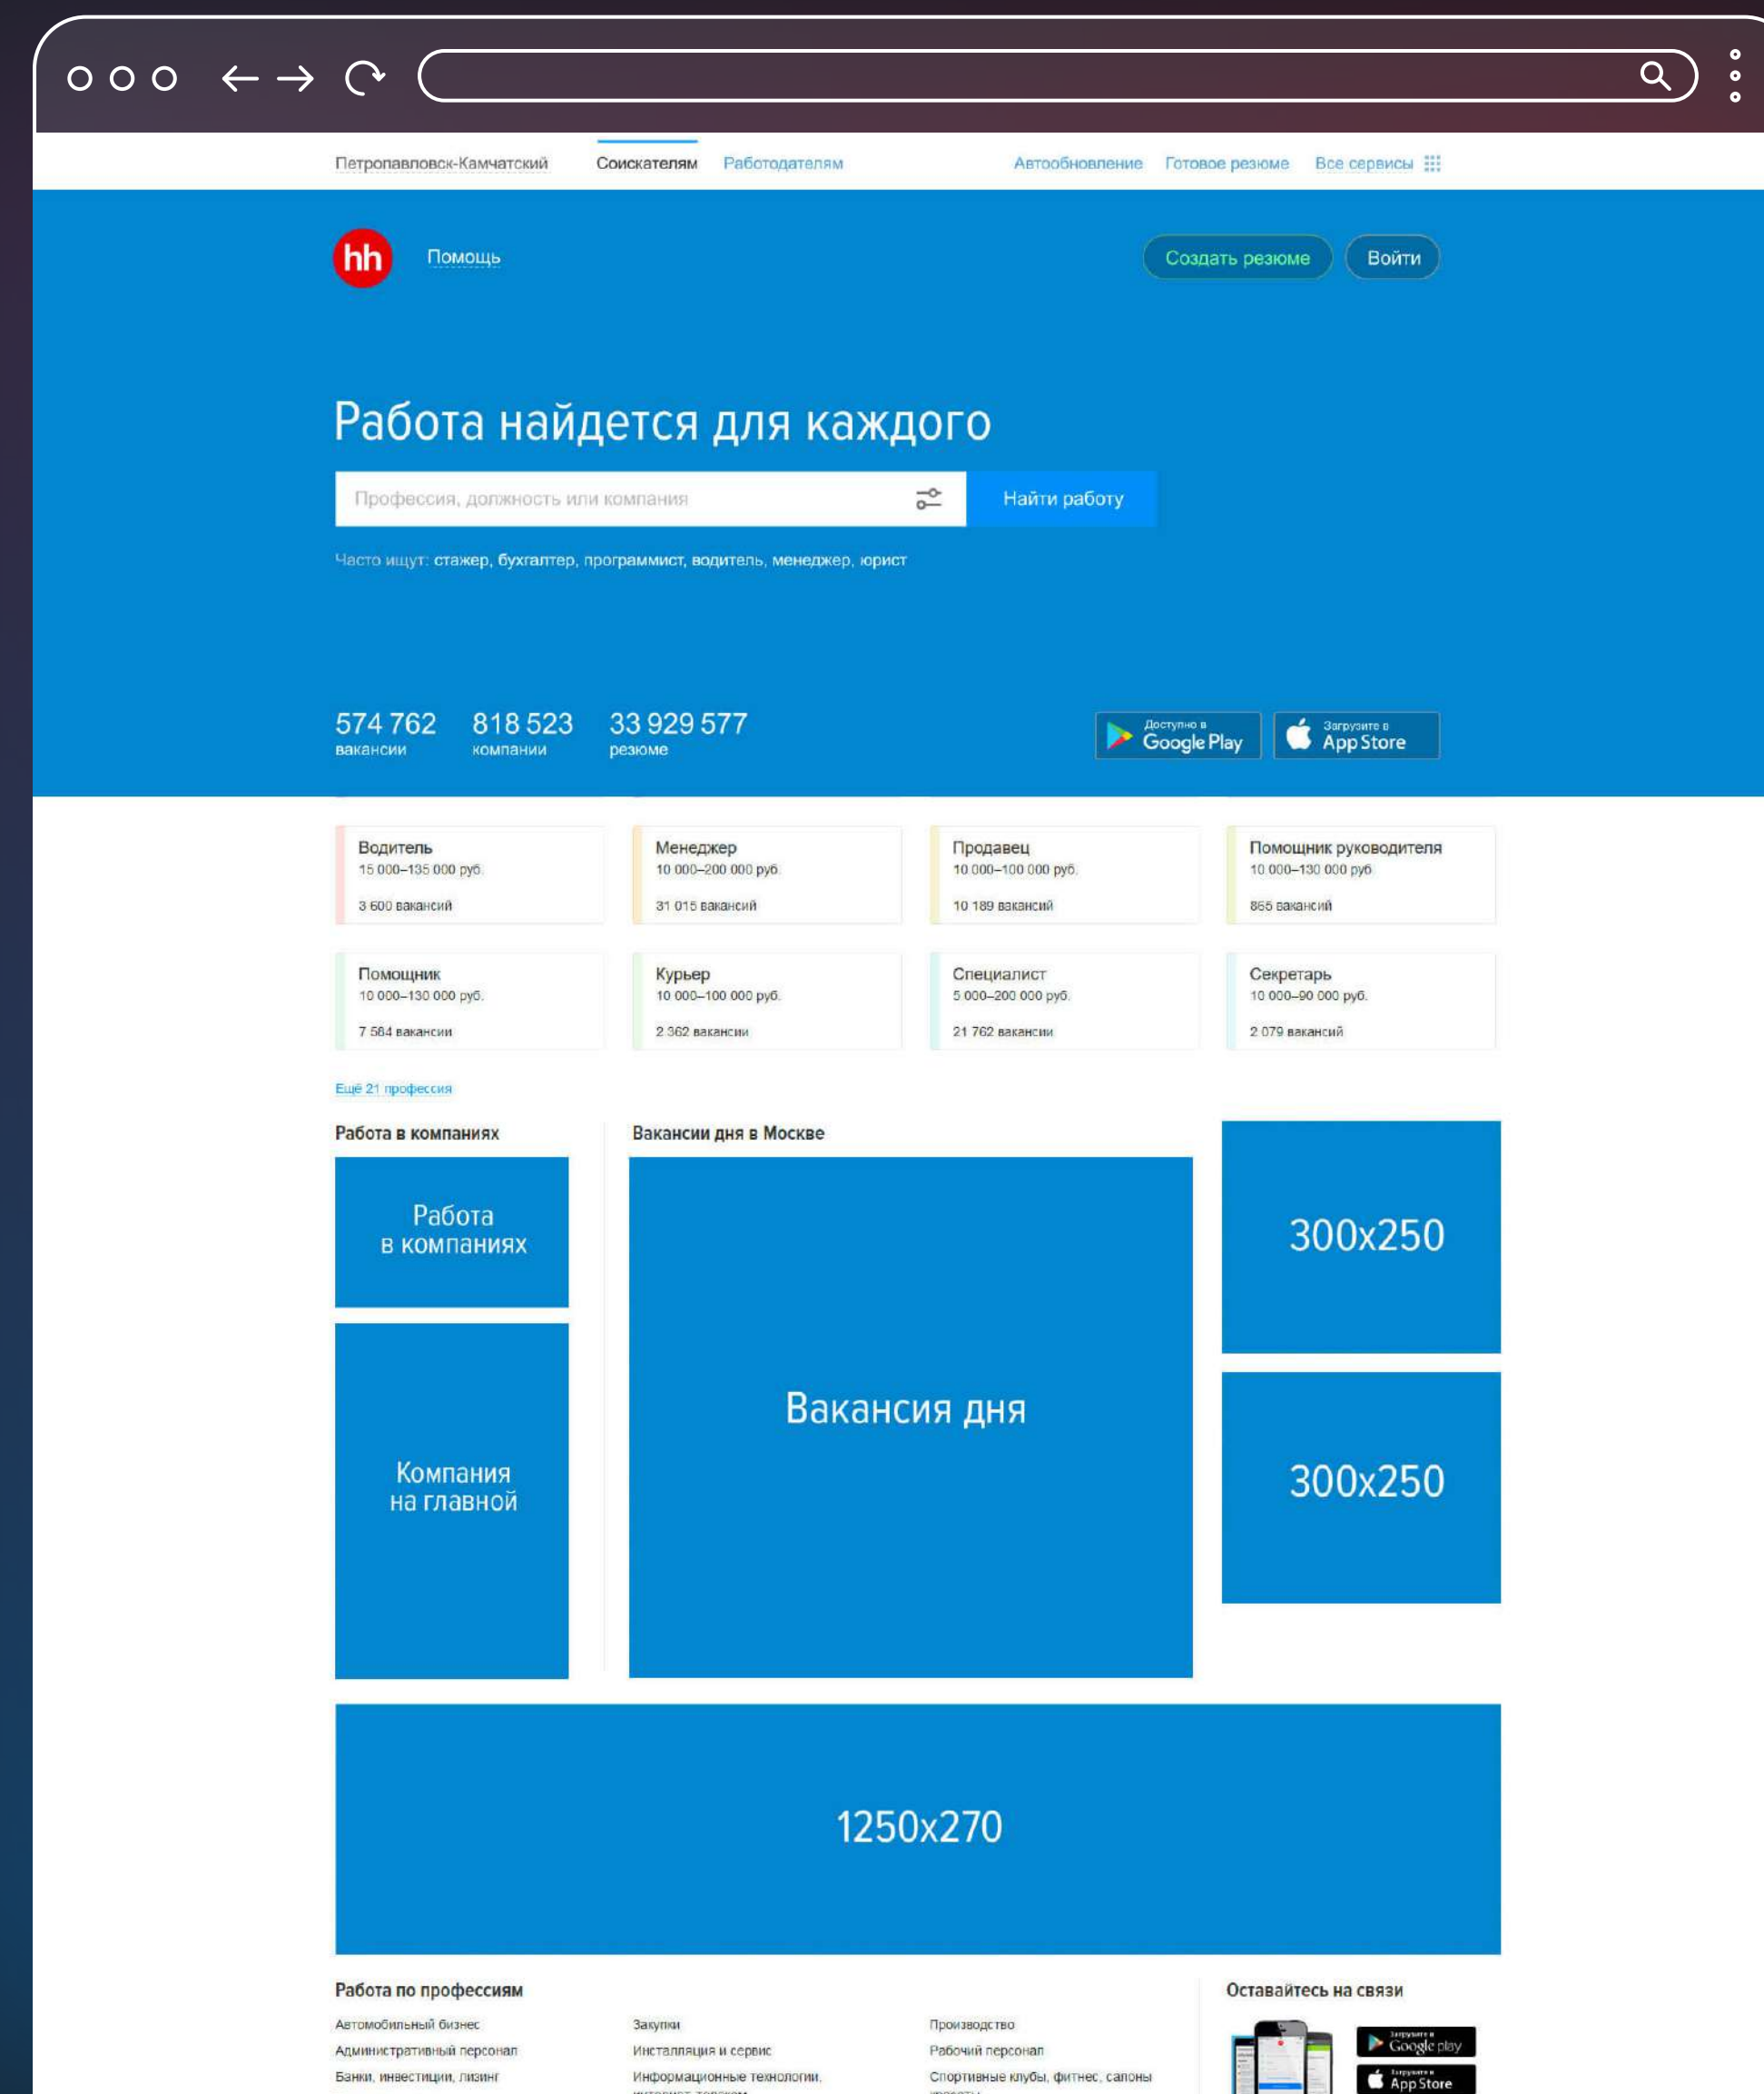 Петропавловск-Камчатский Соискателям Работодателям Автообновление Готовое резюме Все сервисы
hh Помощь Создать резюме Войти
Работа найдется для каждого
Профессия, должность или компания Найти работу
Часто ищут: стажер, бухгалтер, программист, водитель, менеджер, юрист
574 762 818 523 33 929 577
вакансии компании резюме
Доступно в
Google Play
Загрузите в
App Store
Водитель
15 000–135 000 руб.
3 600 вакансий
Менеджер
10 000–200 000 руб.
31 015 вакансий
Продавец
10 000–100 000 руб.
10 189 вакансий
Помощник руководителя
10 000–130 000 руб.
865 вакансий
Помощник
10 000–130 000 руб.
7 584 вакансии
Курьер
10 000–100 000 руб.
2 362 вакансии
Специалист
5 000–200 000 руб.
21 762 вакансии
Секретарь
10 000–90 000 руб.
2 079 вакансий
Ещё 21 профессия
Работа в компаниях
Работа
в компаниях
Компания
на главной
Вакансии дня в Москве
Вакансия дня
300x250
300x250
1250x270
Работа по профессиям
Автомобильный бизнес
Административный персонал
Банки, инвестиции, лизинг
Закупки
Инсталляция и сервис
Информационные технологии,
Производство
Рабочий персонал
Спортивные клубы, фитнес, салоны
Оставайтесь на связи
Загрузите в
Google play
Загрузите в
App Store